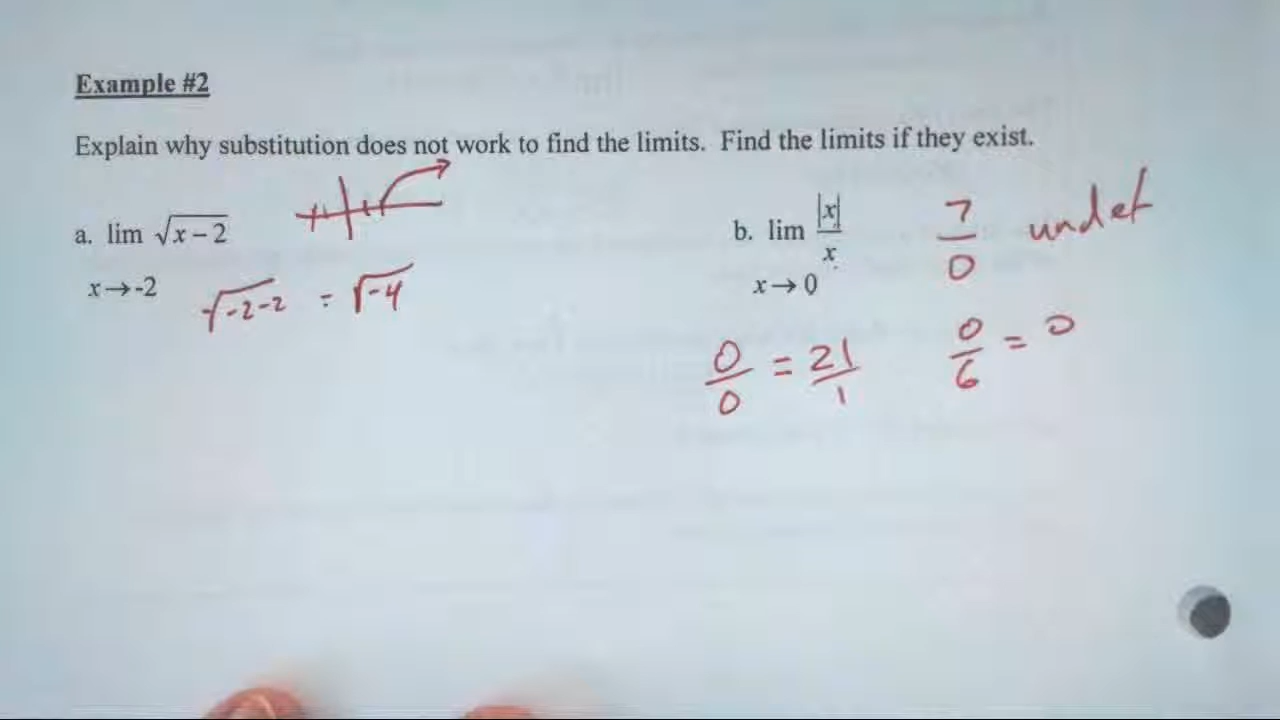 Example #2
Explain why substitution does not work to find the limits. Find the limits if they exist.
a. lim √x – 2
x→-2
√-2-2 = √-4
b. lim |x|/x
x→ 0
7/0 undef
0/0 = 21/1
0/6 = 0